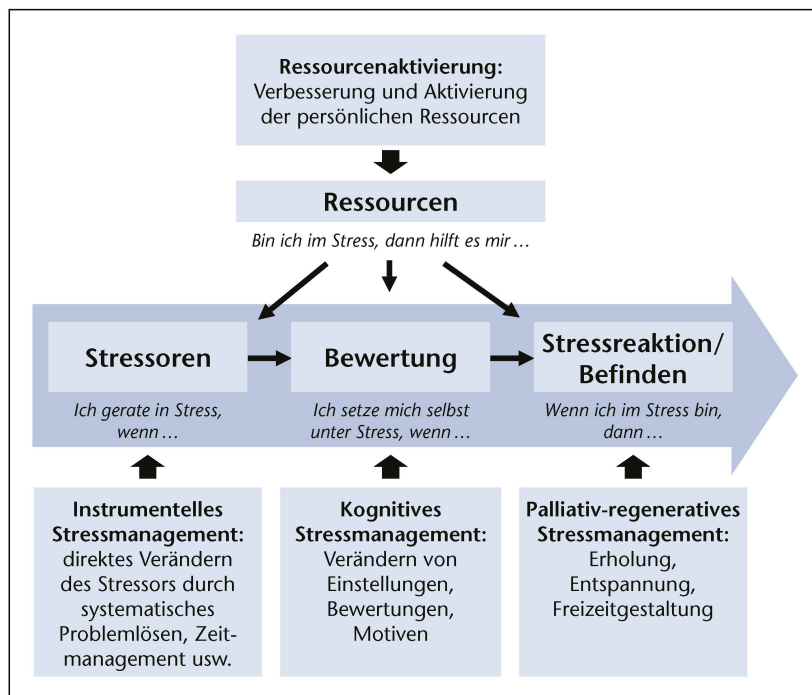 Ressourcenaktivierung:
Verbesserung und Aktivierung
der persönlichen Ressourcen
Ressourcen
Bin ich im Stress, dann hilft es mir …
Stressoren
Ich gerate in Stress,
wenn …
Bewertung
Ich setze mich selbst
unter Stress, wenn …
Stressreaktion/
Befinden
Wenn ich im Stress bin,
dann …
Instrumentelles
Stressmanagement:
direktes Verändern
des Stressors durch
systematisches
Problemlösen, Zeit-
management usw.
Kognitives
Stressmanagement:
Verändern von
Einstellungen,
Bewertungen,
Motiven
Palliativ-regeneratives
Stressmanagement:
Erholung,
Entspannung,
Freizeitgestaltung